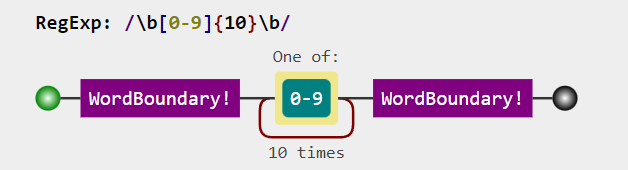 RegExp: /\b[0-9]{10}\b/
One of:
WordBoundary! 0-9 WordBoundary!
10 times